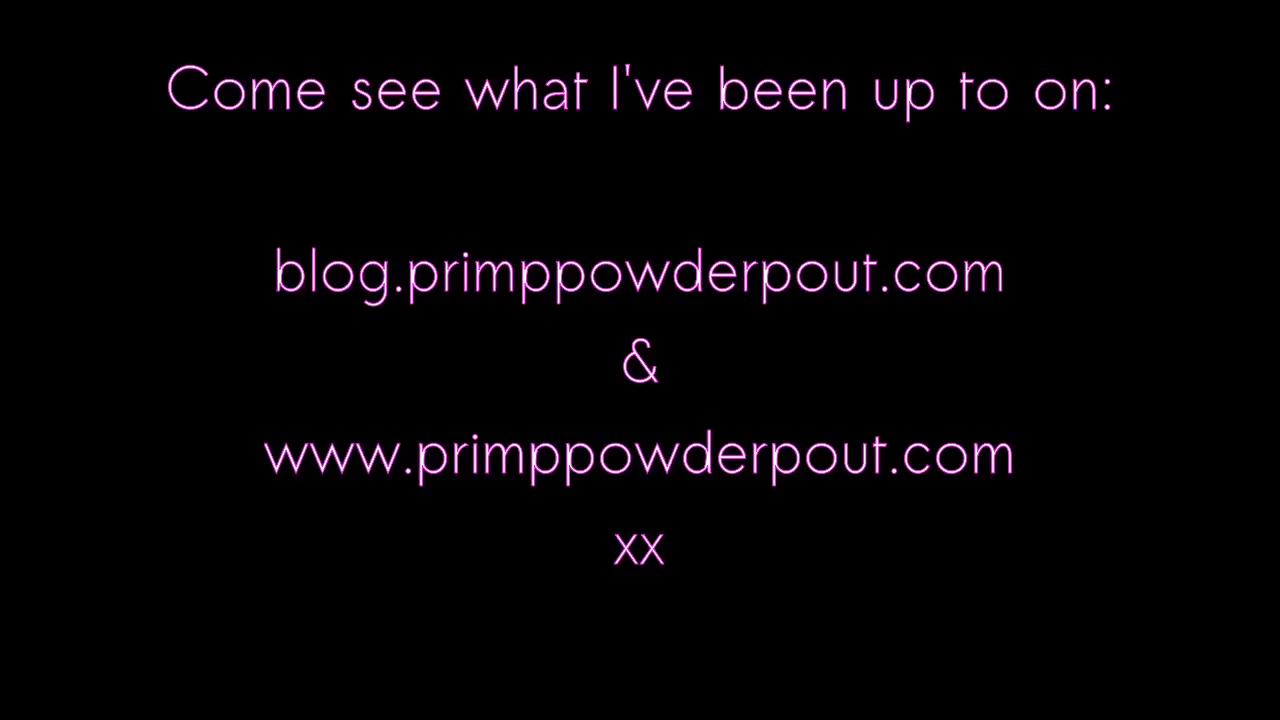 Come see what I've been up to on:
blog.primppowderpout.com
&
www.primppowderpout.com
xx